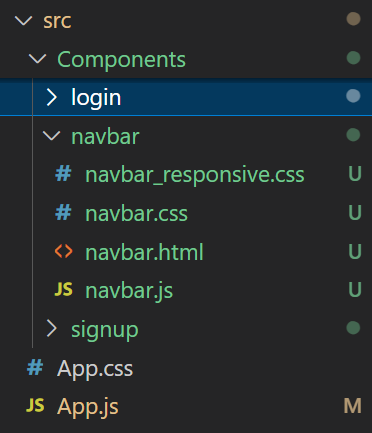 src
Components
login
navbar
# navbar_responsive.css U
# navbar.css U
<> navbar.html U
JS navbar.js U
signup
# App.css
JS App.js M